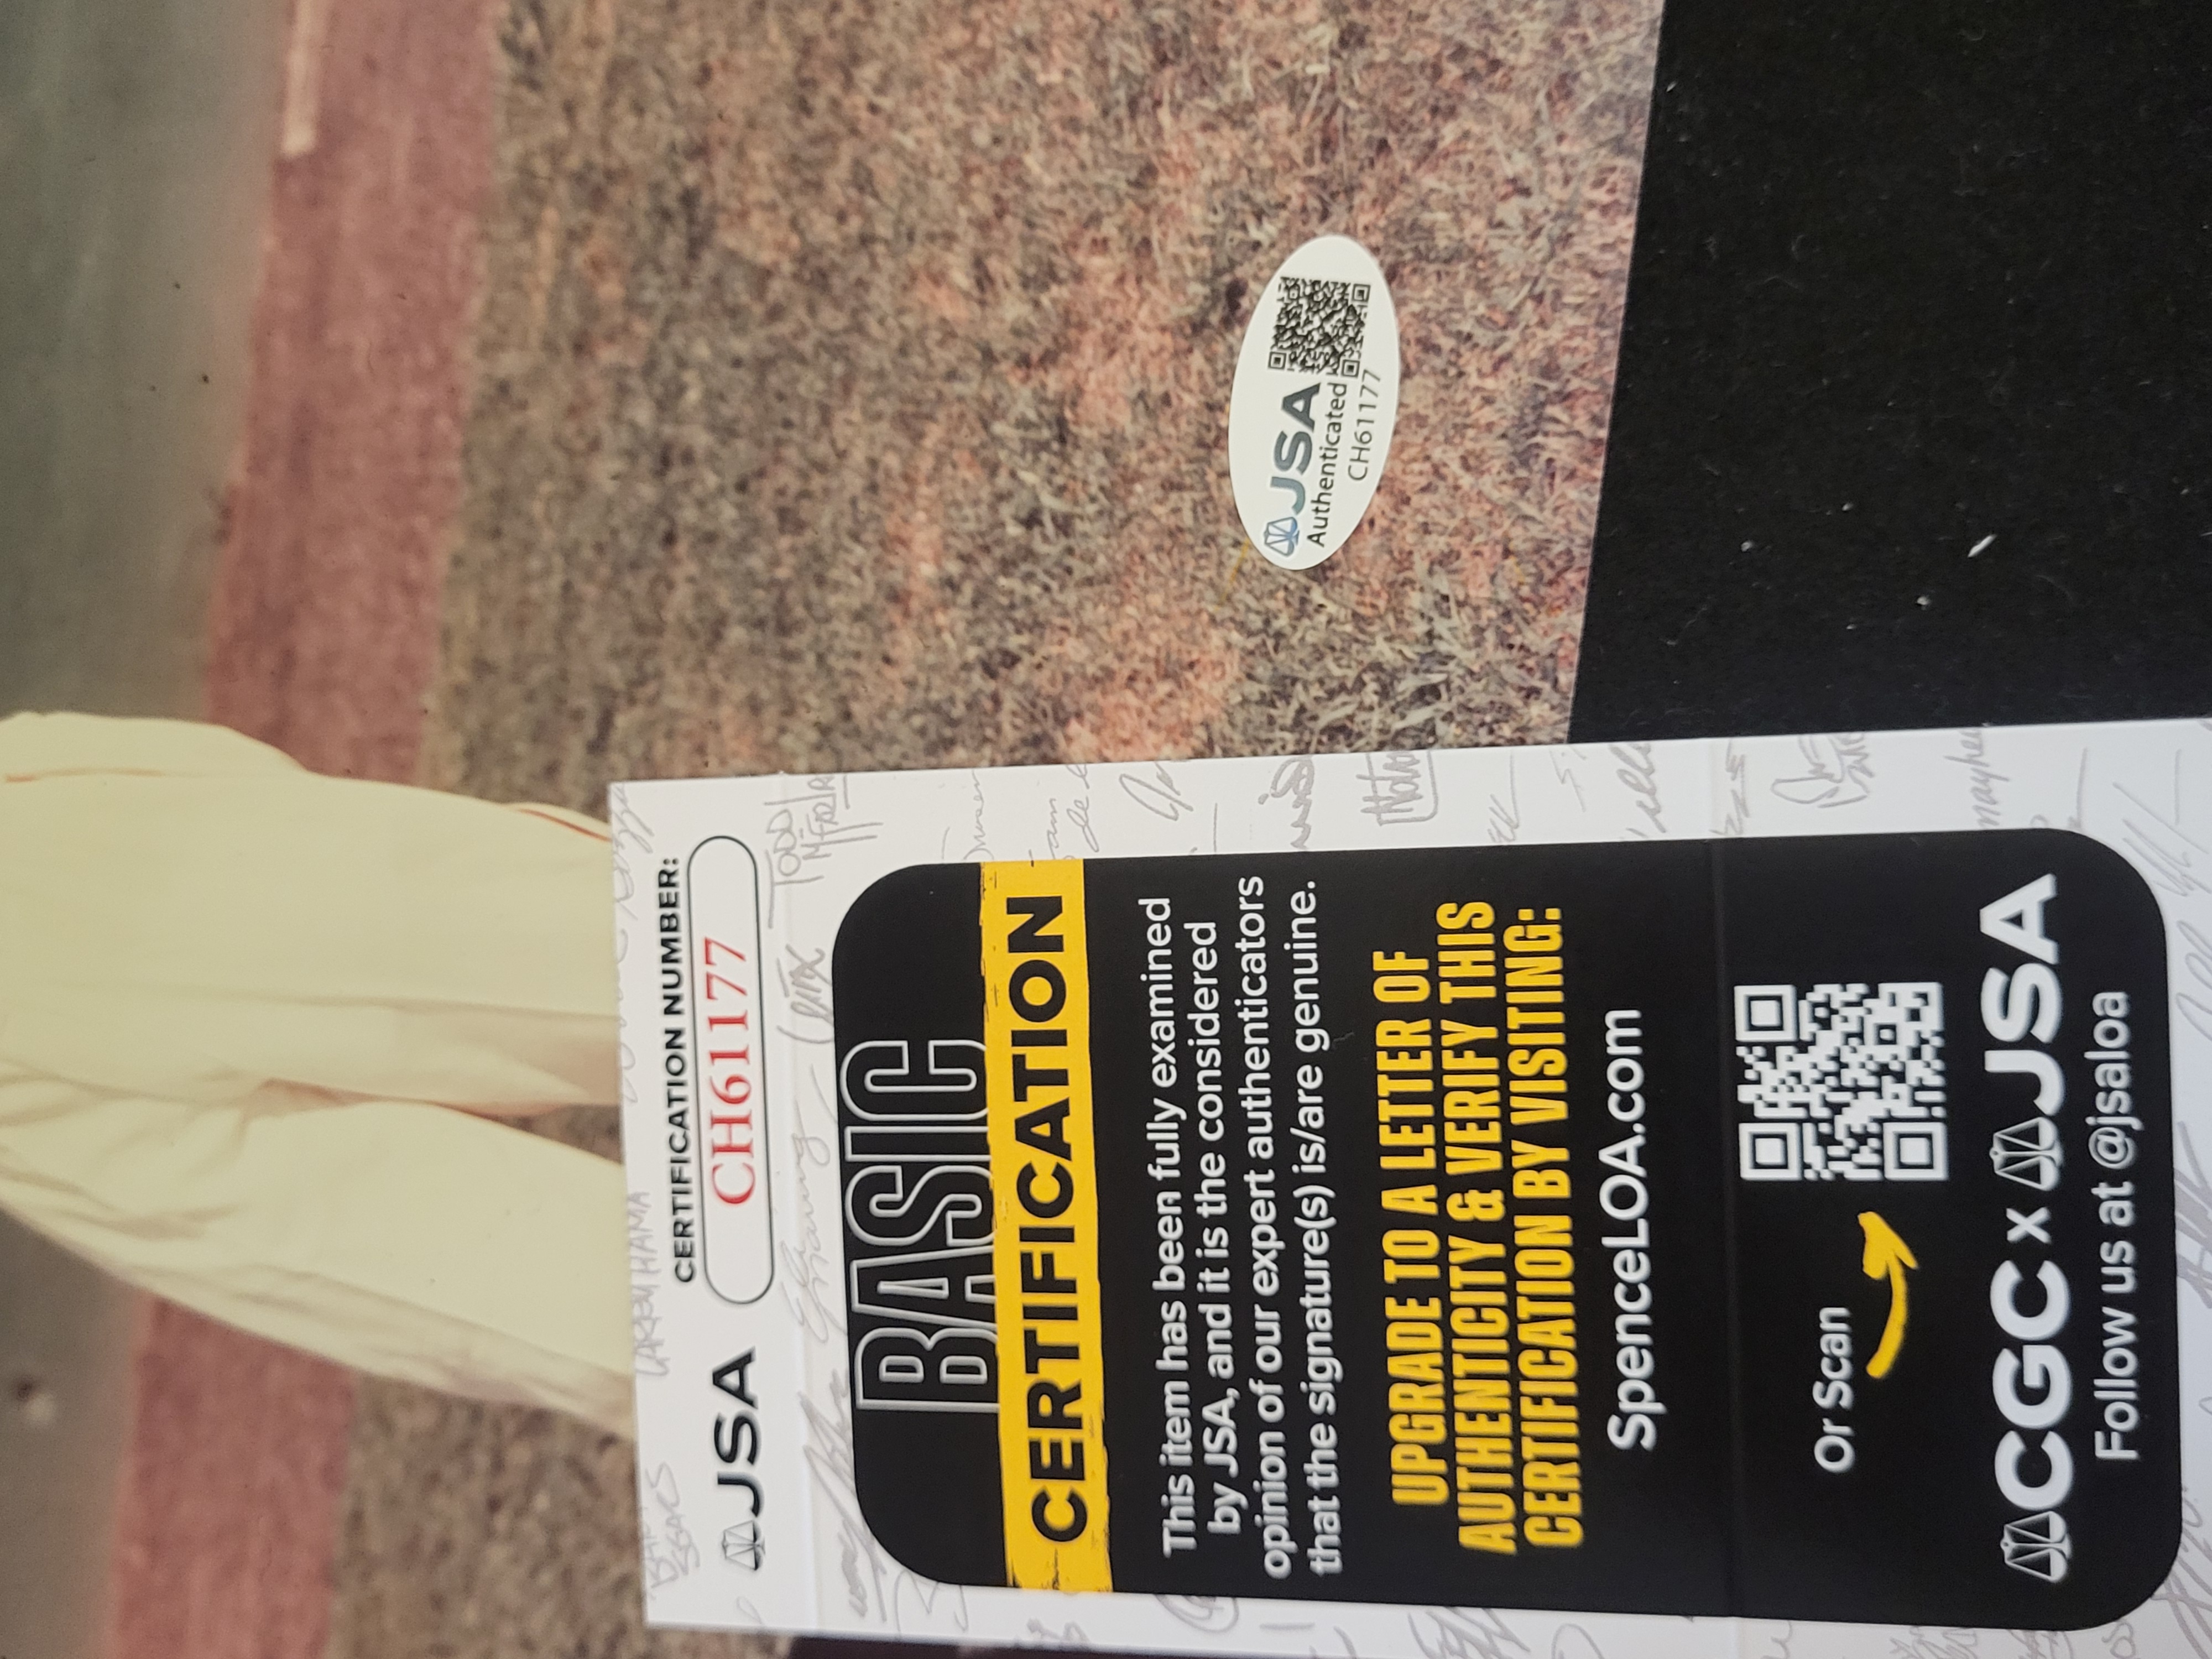 CERTIFICATION NUMBER:
JSA
CH61177
BASIC
CERTIFICATION
This item has been fully examined
by JSA, and it is the considered
opinion of our expert authenticators
that the signature(s) is/are genuine.
UPGRADE TO A LETTER OF
AUTHENTICITY & VERIFY THIS
CERTIFICATION BY VISITING:
SpenceLOA.com
Or Scan
CGC x JSA
Follow us at @jsaloa
JSA
Authenticated
CH61177